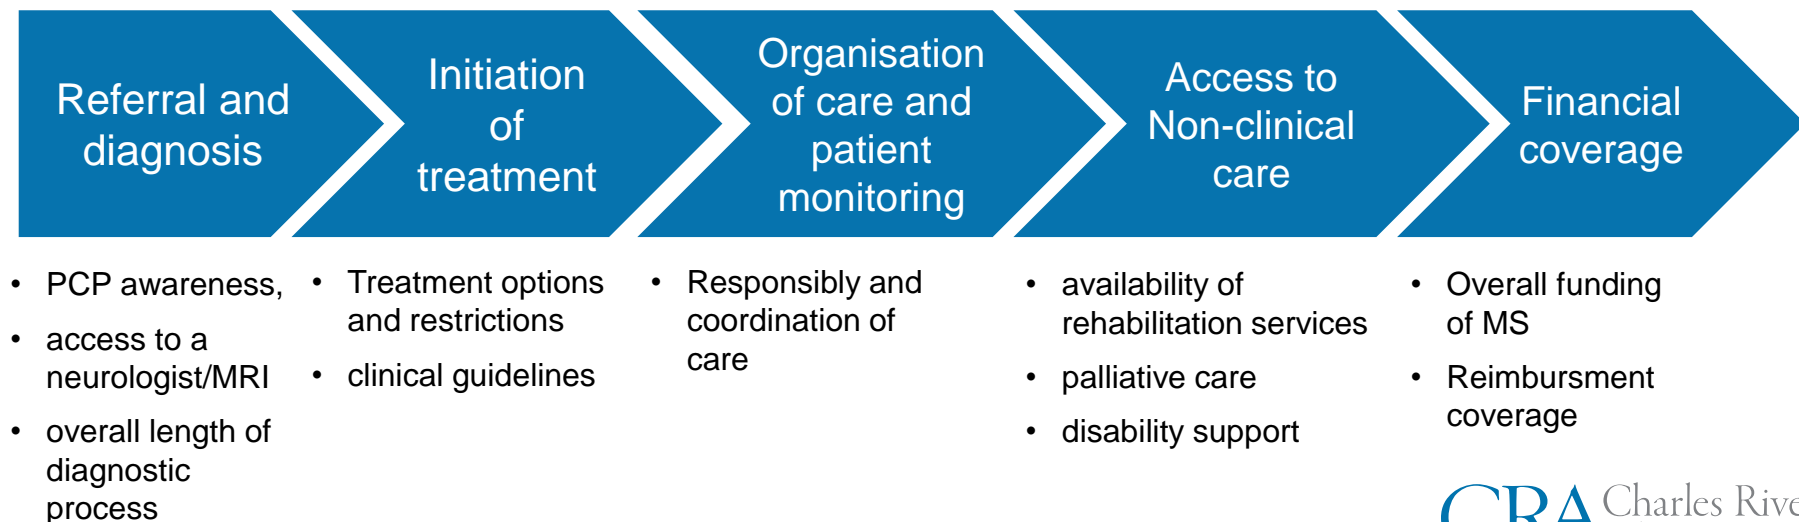 Referral and
diagnosis
Initiation
of
treatment
Organisation
of care and
patient
monitoring
Access to
Non-clinical
care
Financial
coverage
• PCP awareness,
• access to a
neurologist/MRI
• overall length of
diagnostic
process
• Treatment options
and restrictions
• clinical guidelines
• Responsibly and
coordination of
care
• availability of
rehabilitation services
• palliative care
• disability support
• Overall funding
of MS
• Reimbursment
coverage
CRA Charles Rive